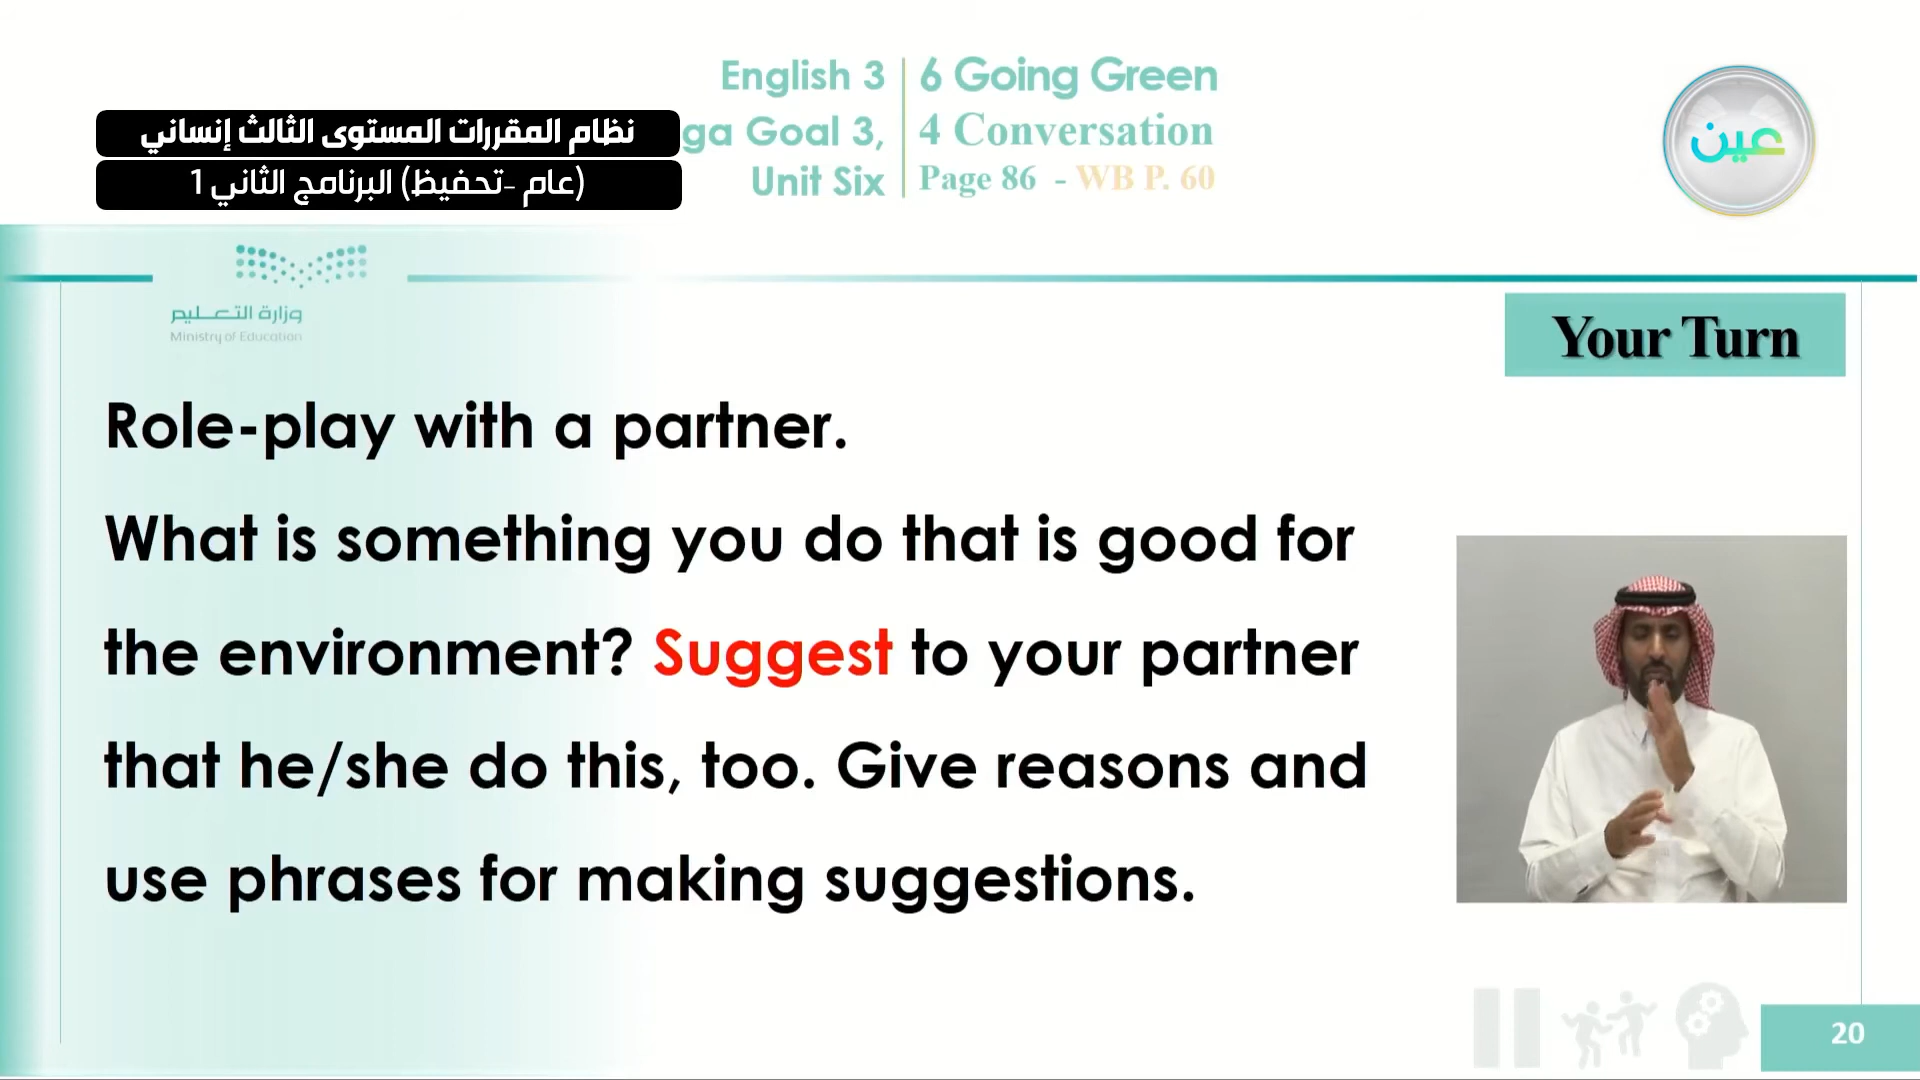 English 3
6 Going Green
نظام المقررات المستوى الثالث إنساني
ga Goal 3,
4 Conversation
(عام -تحفيظ) البرنامج الثاني 1
Unit Six
Page 86 - WB P. 60
عين
وزارة التعليم
Ministry of Education
Your Turn
Role-play with a partner.
What is something you do that is good for
the environment? Suggest to your partner
that he/she do this, too. Give reasons and
use phrases for making suggestions.
20